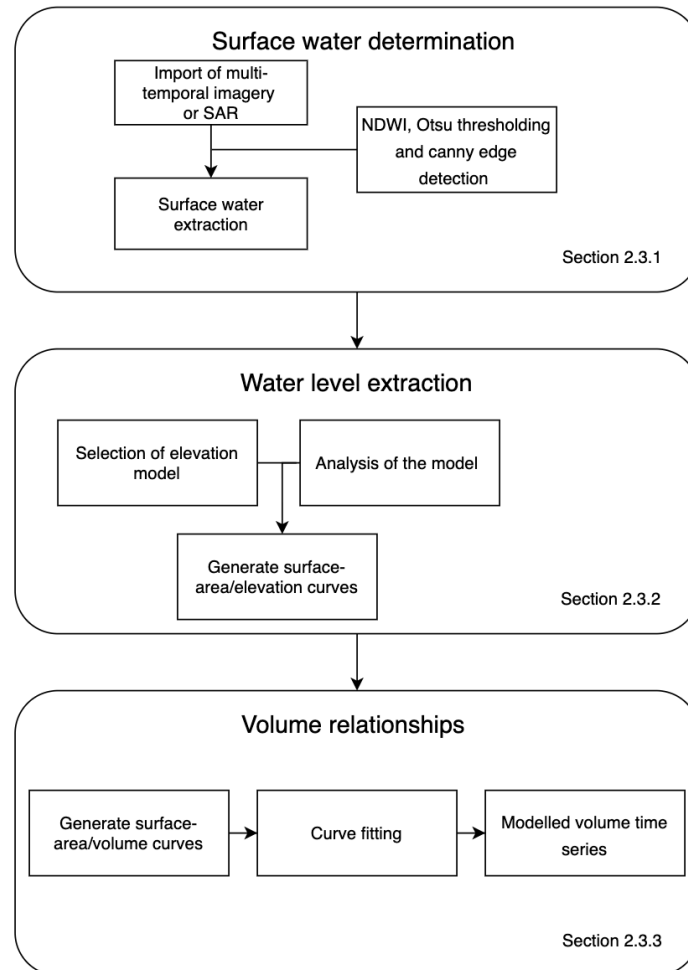 Surface water determination
Import of multi-
temporal imagery
or SAR
NDWI, Otsu thresholding
and canny edge
detection
Surface water
extraction
Section 2.3.1
Water level extraction
Selection of elevation
model
Analysis of the model
Generate surface-
area/elevation curves
Section 2.3.2
Volume relationships
Generate surface-
area/volume curves
Curve fitting
Modelled volume time
series
Section 2.3.3